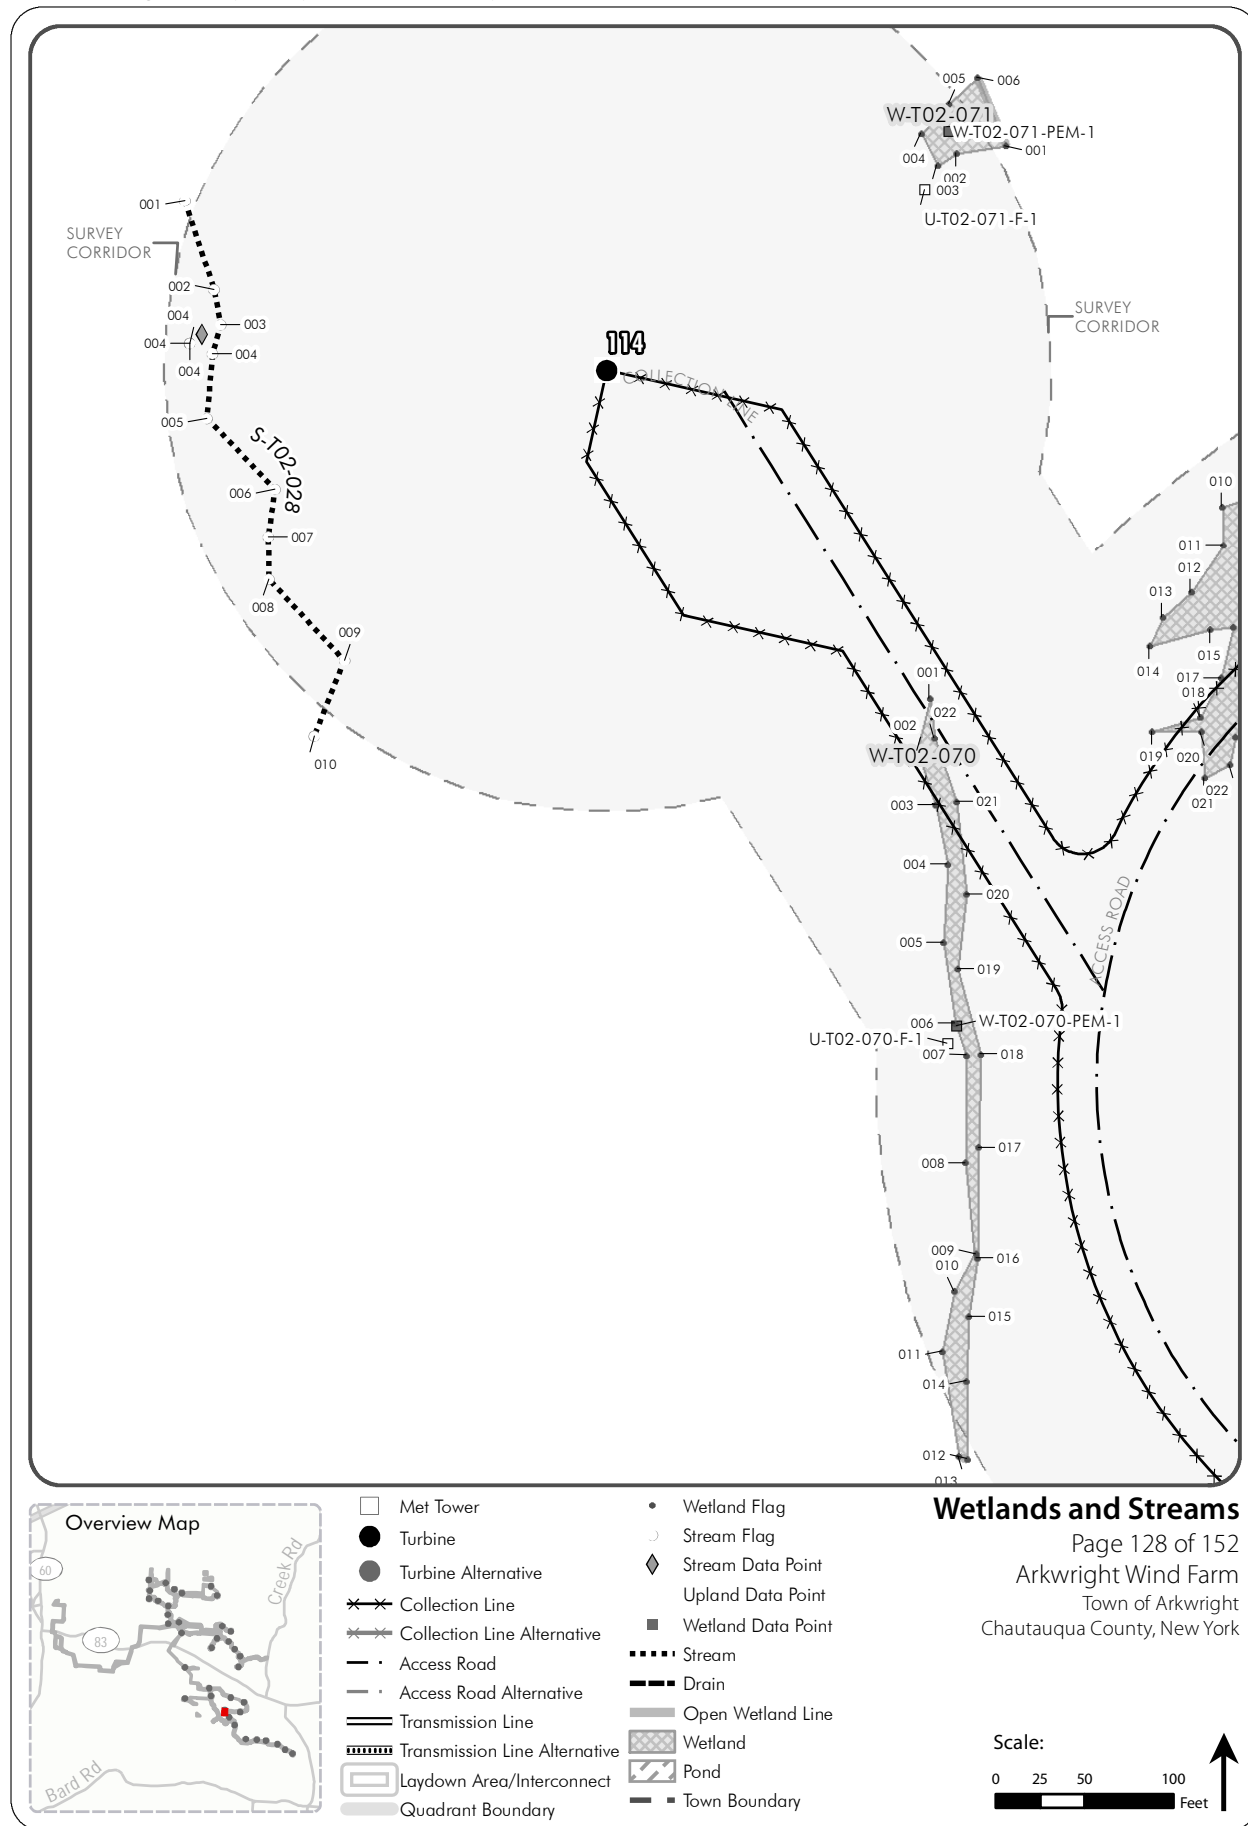 005
006
W-T02-071
W-T02-071-PEM-1
004
001
002
003
U-T02-071-F-1
001
SURVEY
CORRIDOR
002
004
003
004
004
004
SURVEY
CORRIDOR
114
COLLECTION LINE
005
S-T02-028
006
007
008
009
010
010
011
012
013
014
015
017
018
019
020
022
021
001
002
022
W-T02-070
003
021
004
020
005
019
ACCESS ROAD
006
W-T02-070-PEM-1
U-T02-070-F-1
007
018
017
008
009
016
010
015
011
014
012
013
Overview Map
60
83
Creek Rd
Bard Rd
Met Tower
Turbine
Turbine Alternative
Collection Line
Collection Line Alternative
Access Road
Access Road Alternative
Transmission Line
Transmission Line Alternative
Laydown Area/Interconnect
Quadrant Boundary
Wetland Flag
Stream Flag
Stream Data Point
Upland Data Point
Wetland Data Point
Stream
Drain
Open Wetland Line
Wetland
Pond
Town Boundary
Wetlands and Streams
Page 128 of 152
Arkwright Wind Farm
Town of Arkwright
Chautauqua County, New York
Scale:
0 25 50 100
Feet